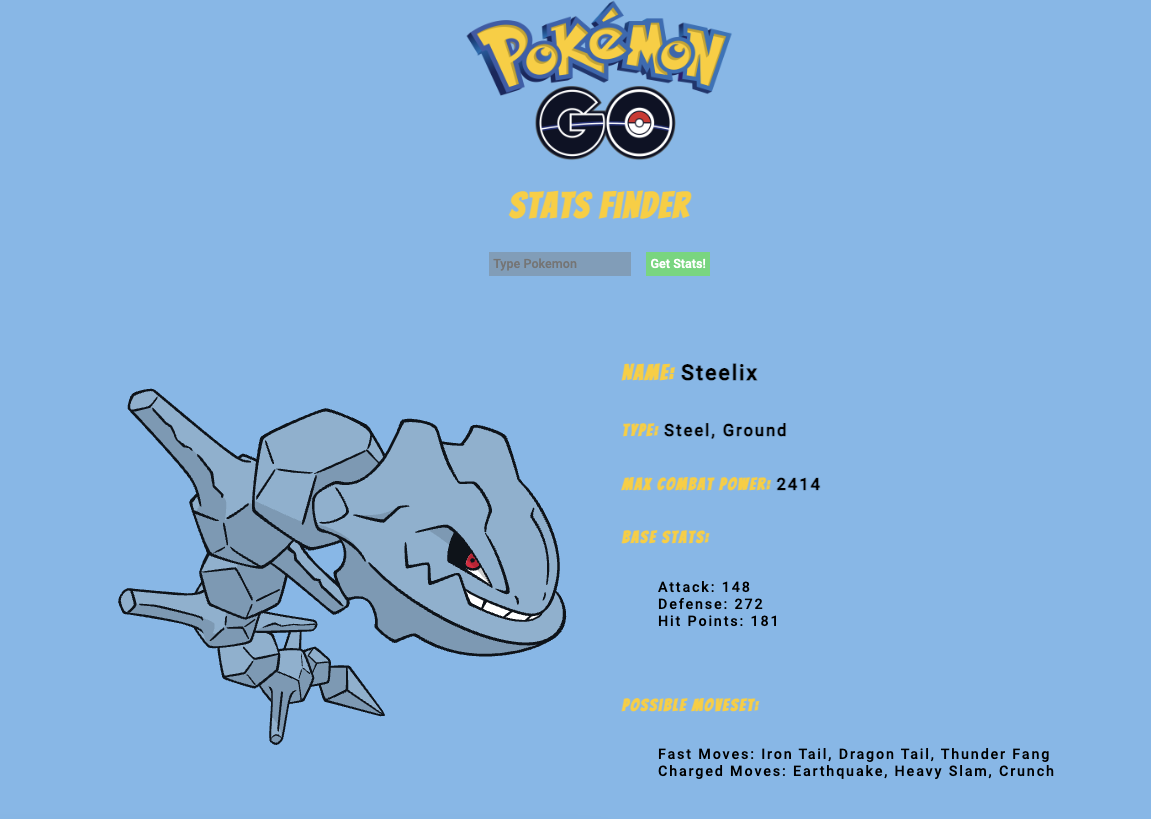 POKéMON
GO
STATS FINDER
Type Pokemon
Get Stats!
NAME: Steelix
TYPE: Steel, Ground
MAX COMBAT POWER: 2414
BASE STATS:
Attack: 148
Defense: 272
Hit Points: 181
POSSIBLE MOVESET:
Fast Moves: Iron Tail, Dragon Tail, Thunder Fang
Charged Moves: Earthquake, Heavy Slam, Crunch